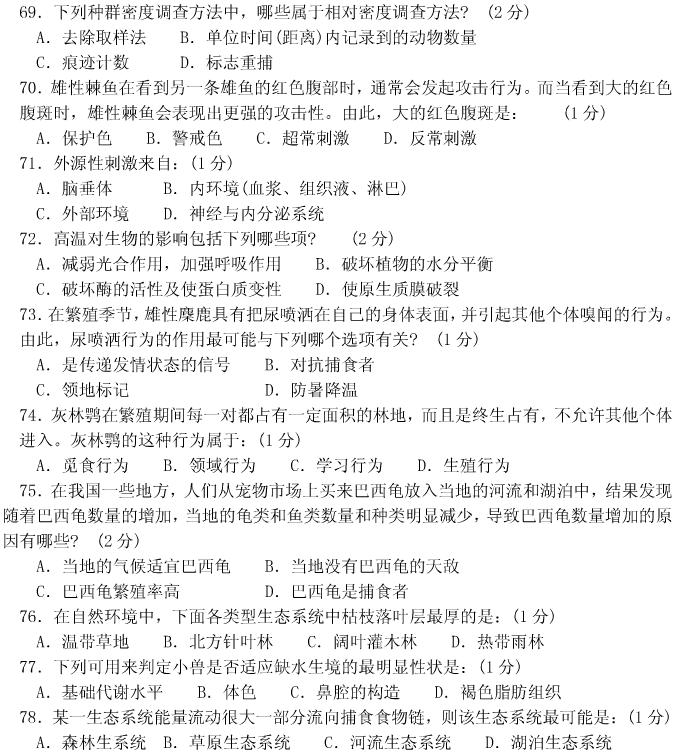 69．下列种群密度调查方法中，哪些属于相对密度调查方法? (2 分)
A．去除取样法 B．单位时间(距离)内记录到的动物数量
C．痕迹计数 D．标志重捕
70．雄性棘鱼在看到另一条雄鱼的红色腹部时，通常会发起攻击行为。而当看到大的红色
腹斑时，雄性棘鱼会表现出更强的攻击性。由此，大的红色腹斑是： (1 分)
A．保护色 B．警戒色 C．超常刺激 D．反常刺激
71．外源性刺激来自：(1 分)
A．脑垂体 B．内环境(血浆、组织液、淋巴)
C．外部环境 D．神经与内分泌系统
72．高温对生物的影响包括下列哪些项? (2 分)
A．减弱光合作用，加强呼吸作用 B．破坏植物的水分平衡
C．破坏酶的活性及使蛋白质变性 D．使原生质膜破裂
73．在繁殖季节，雄性麋鹿具有把尿喷洒在自己的身体表面，并引起其他个体嗅闻的行为。
由此，尿喷洒行为的作用最可能与下列哪个选项有关? (1 分)
A．是传递发情状态的信号 B．对抗捕食者
C．领地标记 D．防暑降温
74．灰林鹗在繁殖期间每一对都占有一定面积的林地，而且是终生占有，不允许其他个体
进入。灰林鹗的这种行为属于：(1 分)
A．觅食行为 B．领域行为 C．学习行为 D．生殖行为
75．在我国一些地方，人们从宠物市场上买来巴西龟放入当地的河流和湖泊中，结果发现
随着巴西龟数量的增加，当地的龟类和鱼类数量和种类明显减少，导致巴西龟数量增加的原
因有哪些? (2 分)
A．当地的气候适宜巴西龟 B．当地没有巴西龟的天敌
C．巴西龟繁殖率高 D．巴西龟是捕食者
76．在自然环境中，下面各类型生态系统中枯枝落叶层最厚的是：(1 分)
A．温带草地 B．北方针叶林 C．阔叶灌木林 D．热带雨林
77．下列可用来判定小兽是否适应缺水生境的最明显性状是：(1 分)
A．基础代谢水平 B．体色 C．鼻腔的构造 D．褐色脂肪组织
78．某一生态系统能量流动很大一部分流向捕食食物链，则该生态系统最可能是：(1 分)
A．森林生系统 B．草原生态系统 C．河流生态系统 D．湖泊生态系统